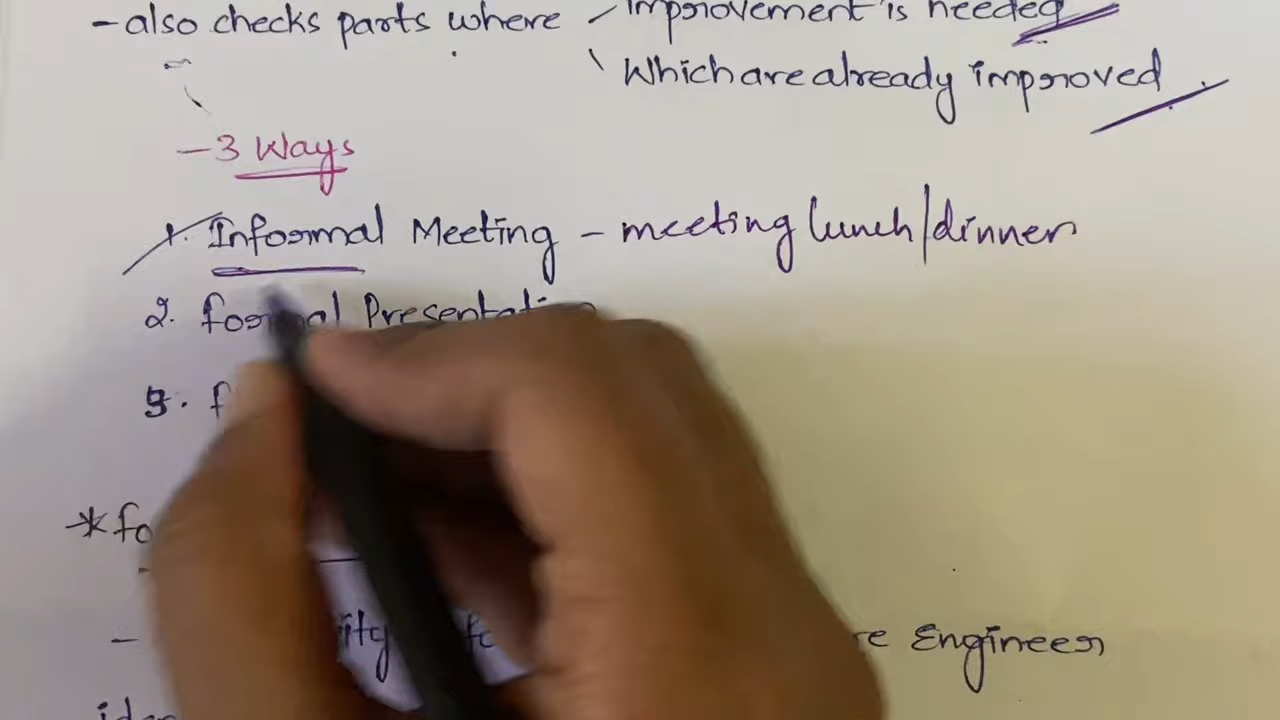 - also checks parts where / improvement is needed
\ Which are already improved.
- 3 Ways
1. Informal Meeting - meeting lunch/dinner
2. formal Presentation
3.
*
-
- Engineer